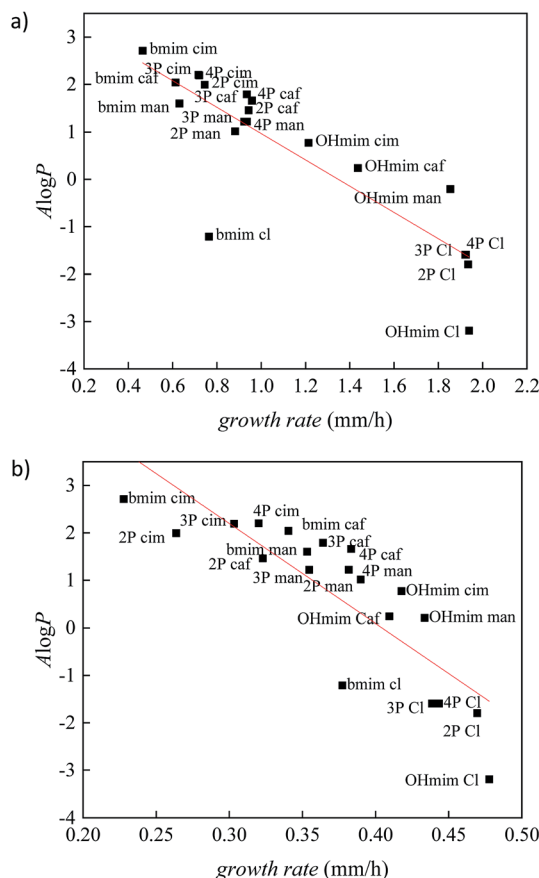 a)
3
bmim cim
3P cim
4P cim
2
bmim caf
2P cim
3P caf
4P caf
bmim man
2P caf
3P man
4P man
1
2P man
OHmim cim
OHmim caf
0
OHmim man
-1
bmim cl
3P Cl
4P Cl
-2
2P Cl
-3
OHmim Cl
-4
AlogP
0.2 0.4 0.6 0.8 1.0 1.2 1.4 1.6 1.8 2.0 2.2
growth rate (mm/h)
b)
3
bmim cim
4P cim
3P cim
bmim caf
2
2P cim
3P caf
bmim man
4P caf
2P caf
3P man
4P man
1
2P man
OHmim cim
OHmim Caf
OHmim man
0
-1
bmim cl
3P Cl
4P Cl
-2
2P Cl
-3
OHmim Cl
-4
AlogP
0.20 0.25 0.30 0.35 0.40 0.45 0.50
growth rate (mm/h)